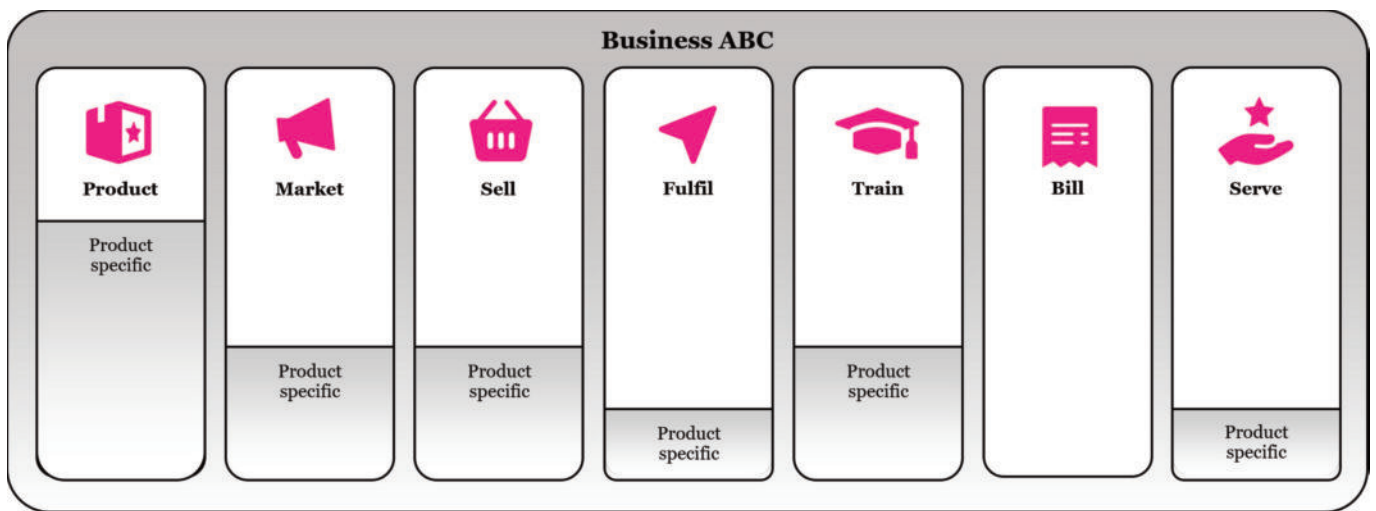 Business ABC
Product
Market
Sell
Fulfil
Train
Bill
Serve
Product
specific
Product
specific
Product
specific
Product
specific
Product
specific
Product
specific